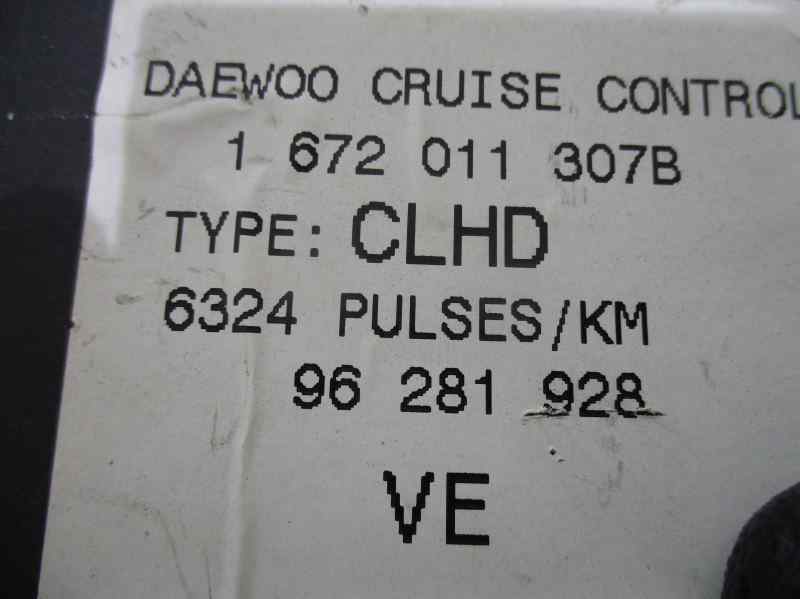 DAEWOO CRUISE CONTROL
1 672 011 307B
TYPE: CLHD
6324 PULSES/KM
96 281 928
VE